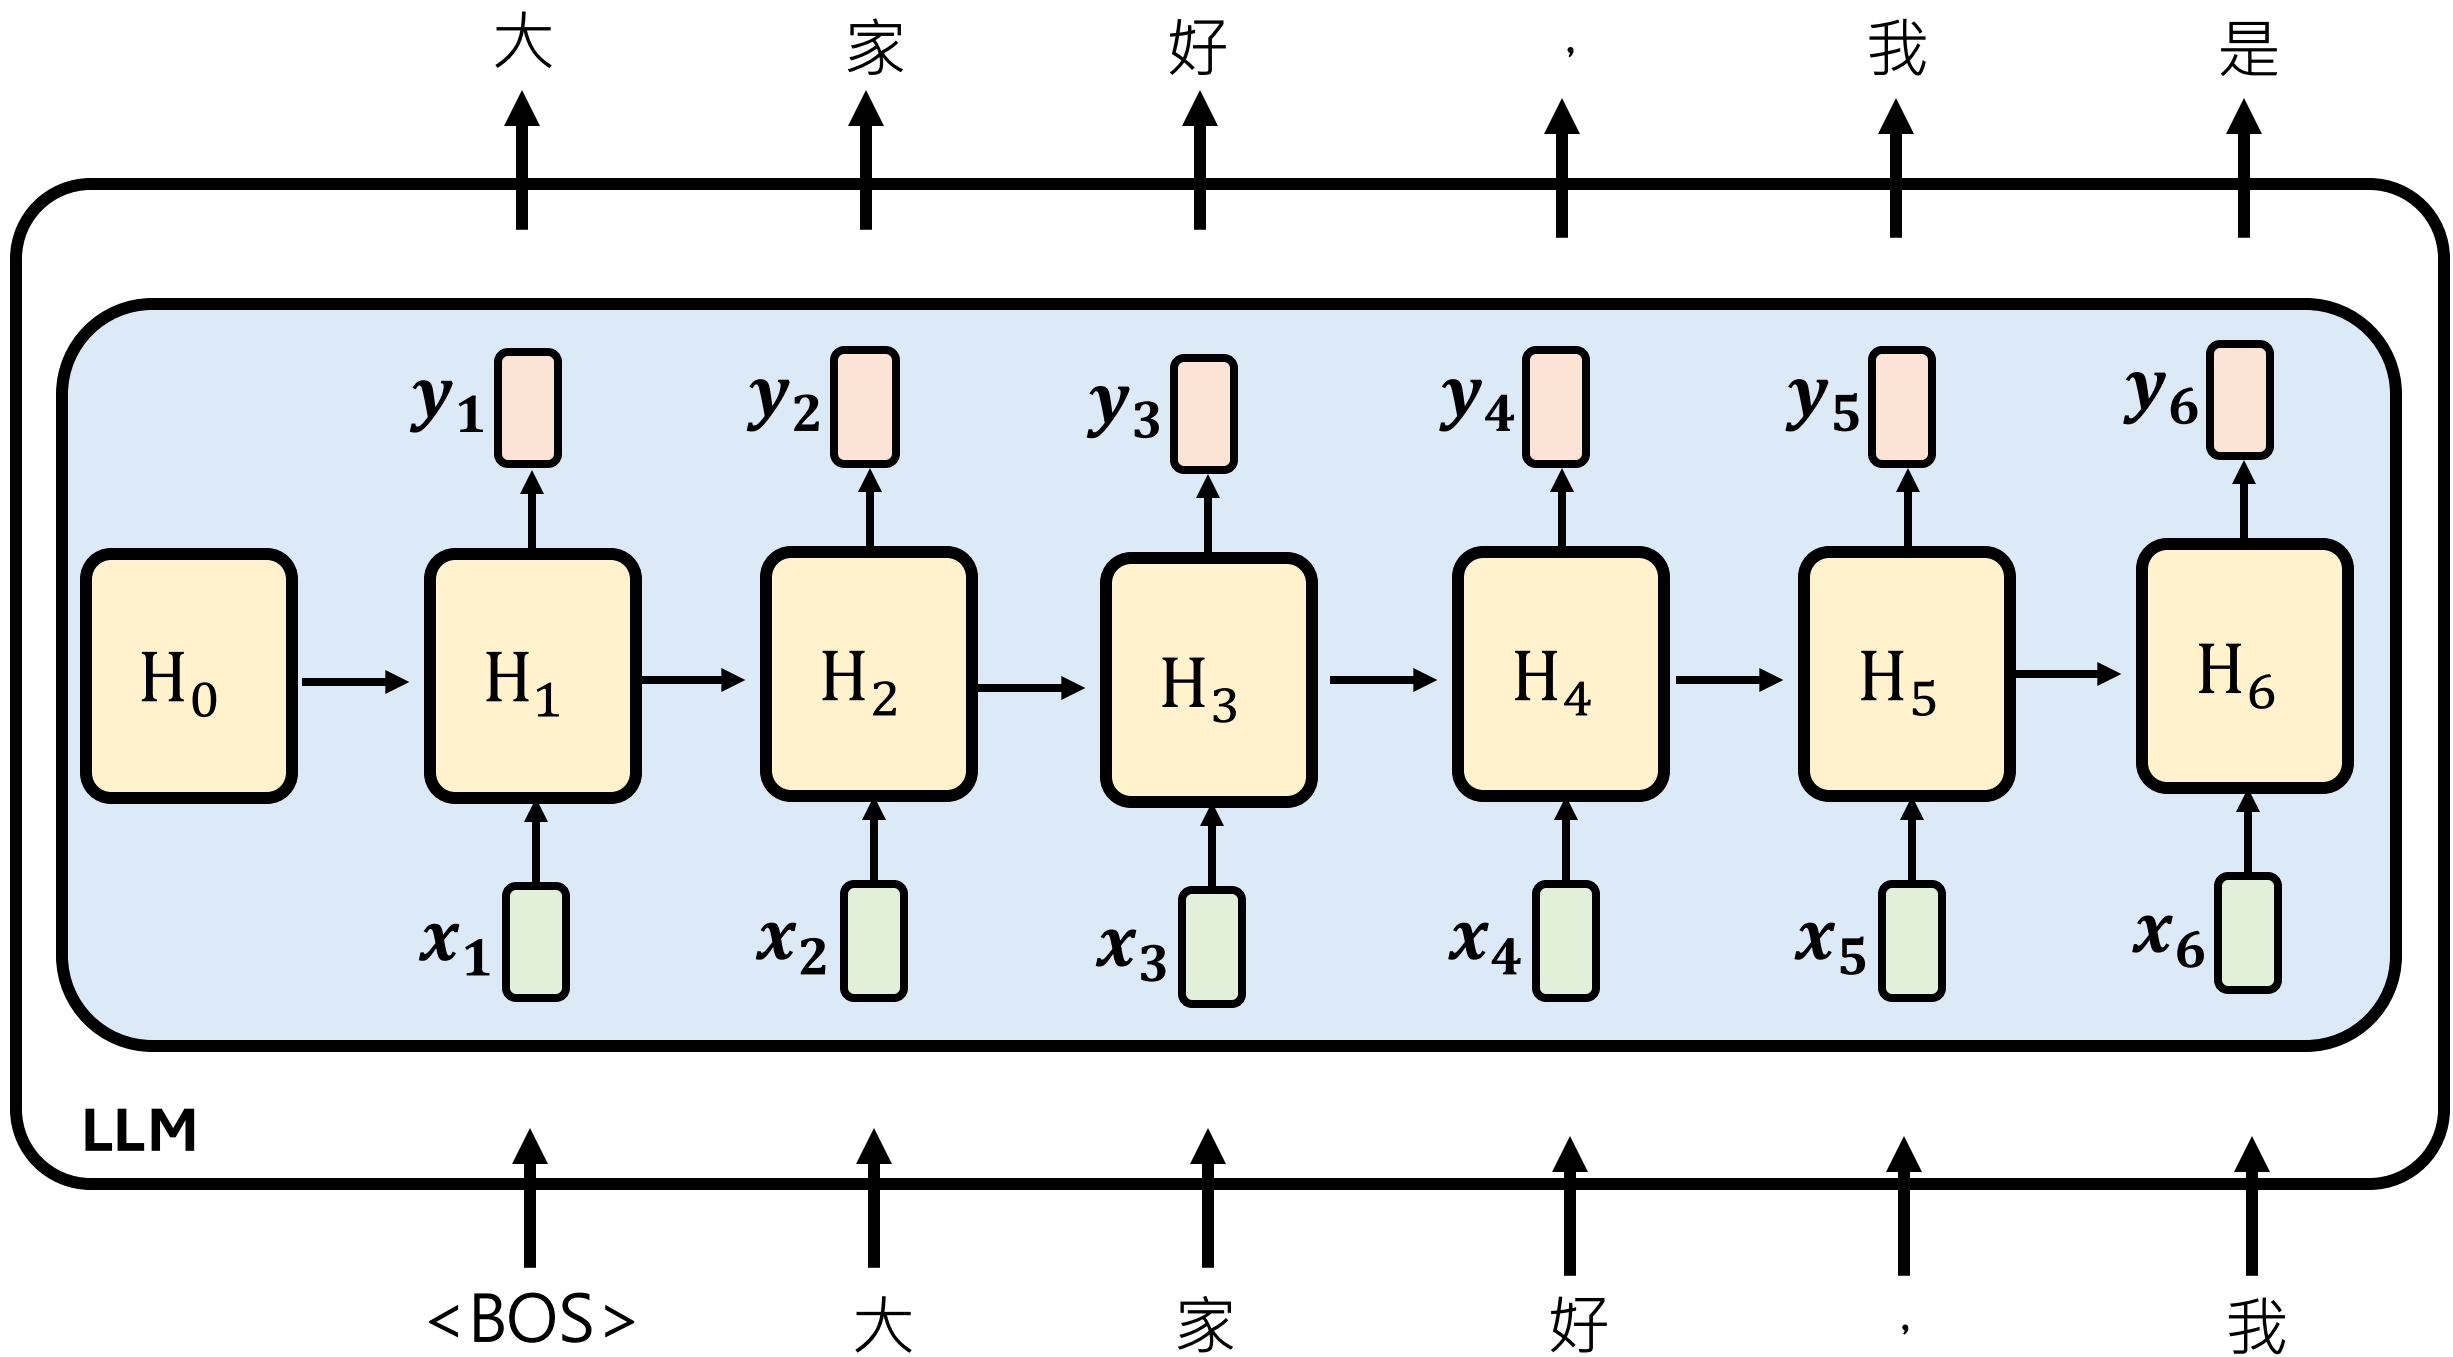 大 家 好 , 我 是
y1 y2 y3 y4 y5 y6
H0 H1 H2 H3 H4 H5 H6
x1 x2 x3 x4 x5 x6
LLM
<BOS> 大 家 好 , 我